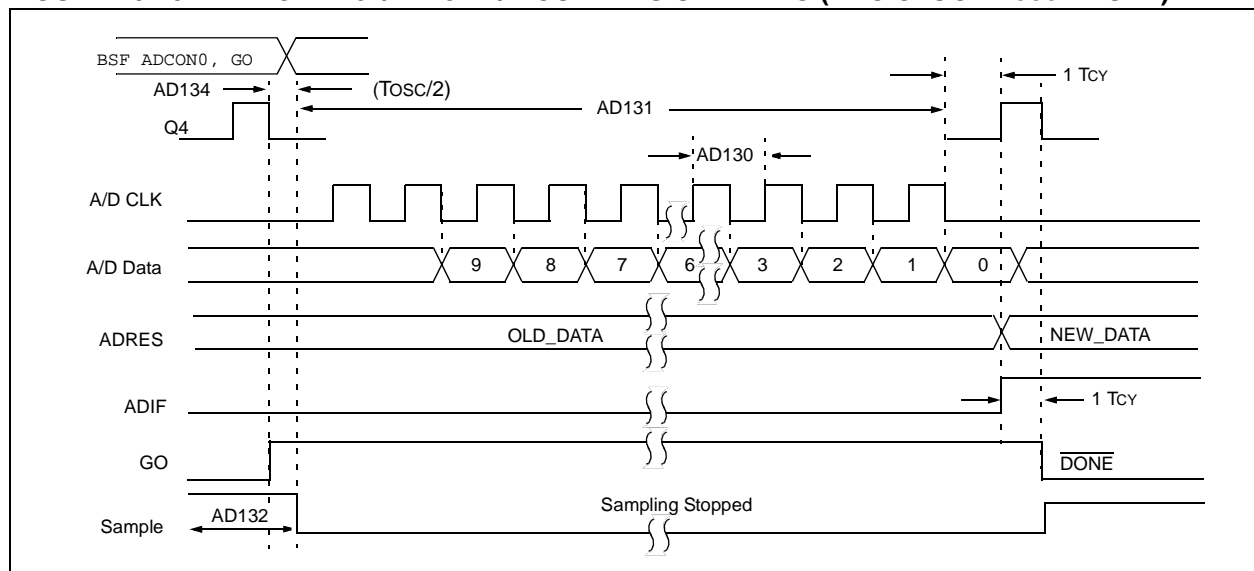 BSF ADCON0, GO
1 TCY
AD134
(TOSC/2)
AD131
Q4
AD130
A/D CLK
A/D Data
9
8
7
6
3
2
1
0
ADRES
OLD_DATA
NEW_DATA
ADIF
1 TCY
GO
DONE
Sampling Stopped
AD132
Sample